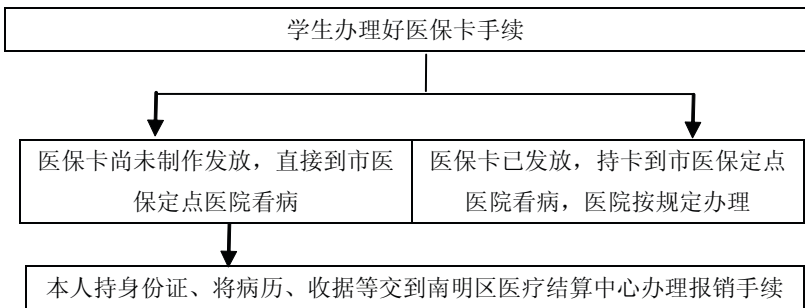 学生办理好医保卡手续
医保卡尚未制作发放，直接到市医
保定点医院看病
医保卡已发放，持卡到市医保定点
医院看病，医院按规定办理
本人持身份证、将病历、收据等交到南明区医疗结算中心办理报销手续